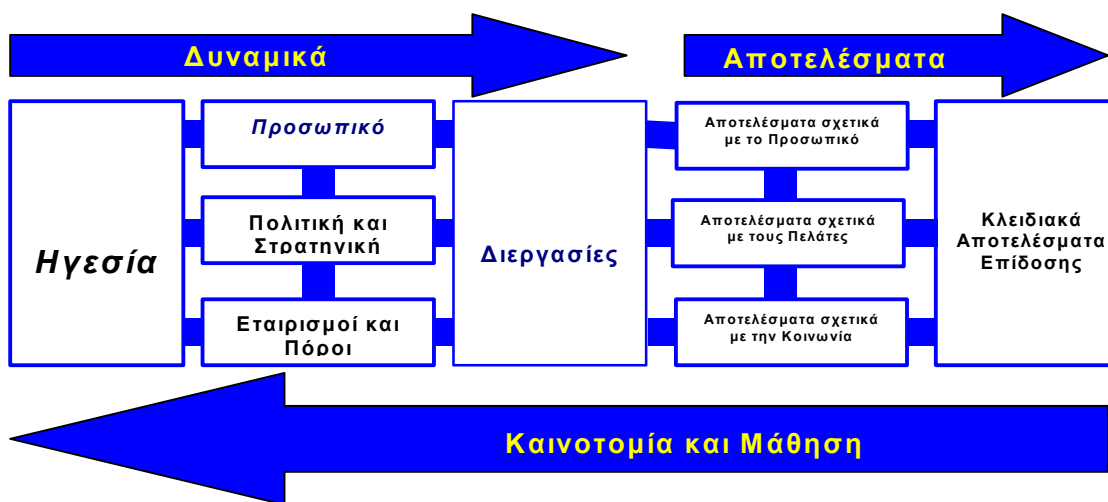 Δυναμικά
Αποτελέσματα
Ηγεσία
Προσωπικό
Πολιτική και
Στρατηγική
Εταιρισμοί και
Πόροι
Διεργασίες
Αποτελέσματα σχετικά
με το Προσωπικό
Αποτελέσματα σχετικά
με τους Πελάτες
Αποτελέσματα σχετικά
με την Κοινωνία
Κλειδιακά
Αποτελέσματα
Επίδοσης
Καινοτομία και Μάθηση